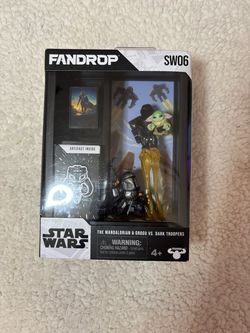 FANDROP
SW06
ARTIFACT INSIDE
STAR
WARS
THE MANDALORIAN & GROGU VS. DARK TROOPERS
WARNING:
CHOKING HAZARD
4+